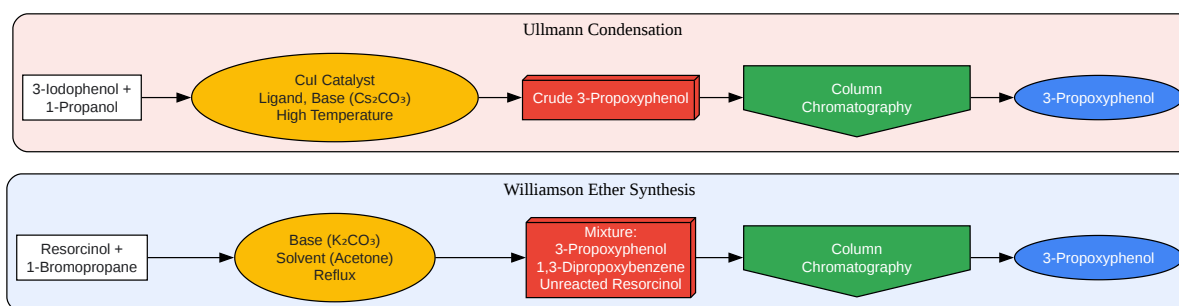 Ullmann Condensation
3-Iodophenol +
1-Propanol
CuI Catalyst
Ligand, Base (Cs₂CO₃)
High Temperature
Crude 3-Propoxyphenol
Column
Chromatography
3-Propoxyphenol
Williamson Ether Synthesis
Resorcinol +
1-Bromopropane
Base (K₂CO₃)
Solvent (Acetone)
Reflux
Mixture:
3-Propoxyphenol
1,3-Dipropoxybenzene
Unreacted Resorcinol
Column
Chromatography
3-Propoxyphenol